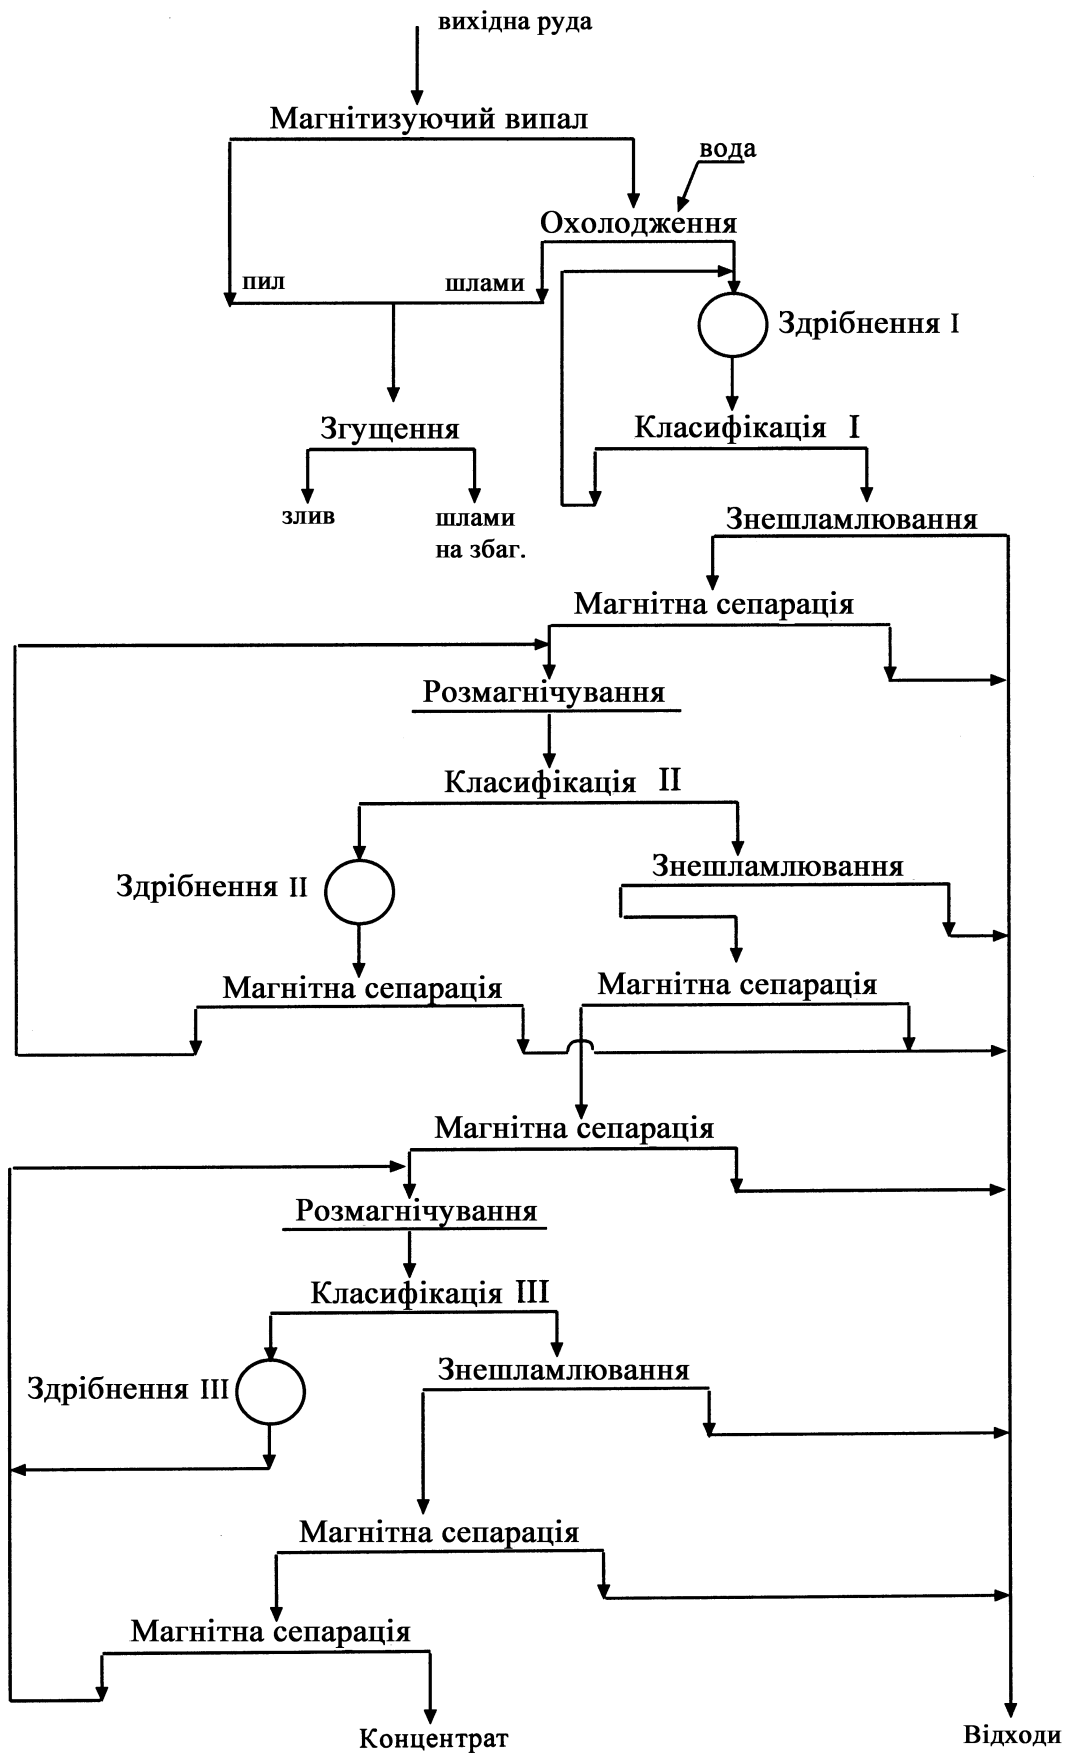 вихідна руда
Магнітизуючий випал
вода
Охолодження
пил
шлами
Здрібнення I
Згущення
Класифікація I
злив
шлами
на збаг.
Знешламлювання
Магнітна сепарація
Розмагнічування
Класифікація II
Здрібнення II
Знешламлювання
Магнітна сепарація
Магнітна сепарація
Магнітна сепарація
Розмагнічування
Класифікація III
Здрібнення III
Знешламлювання
Магнітна сепарація
Магнітна сепарація
Концентрат
Відходи